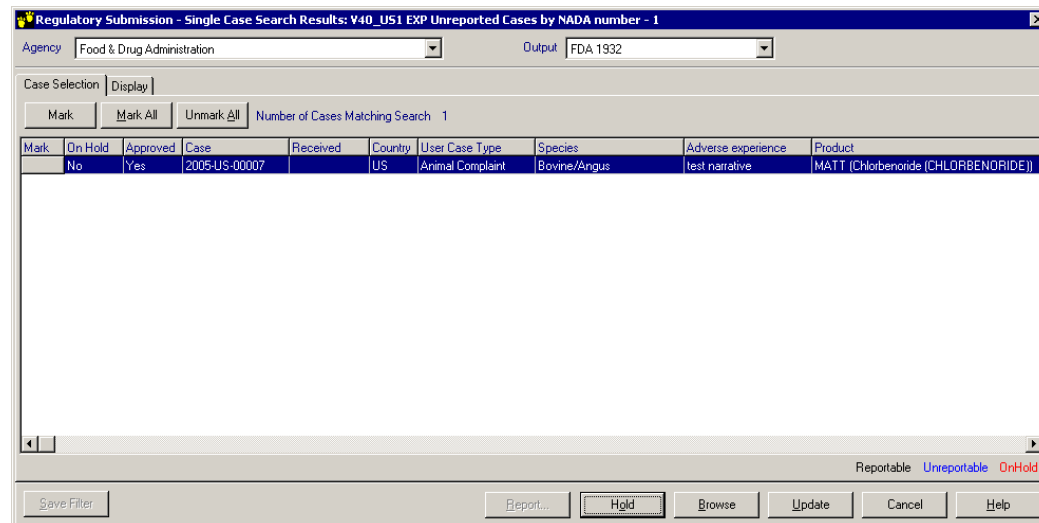 Regulatory Submission - Single Case Search Results: V40_US1 EXP Unreported Cases by NADA number - 1
Agency Food & Drug Administration Output FDA 1932
Case Selection Display
Mark Mark All Unmark All Number of Cases Matching Search 1
Mark On Hold Approved Case Received Country User Case Type Species Adverse experience Product
No Yes 2005-US-00007 US Animal Complaint Bovine/Angus test narrative MATT (Chlorbenoride (CHLORBENORIDE))
Reportable Unreportable OnHold
Save Filter Report... Hold Browse Update Cancel Help